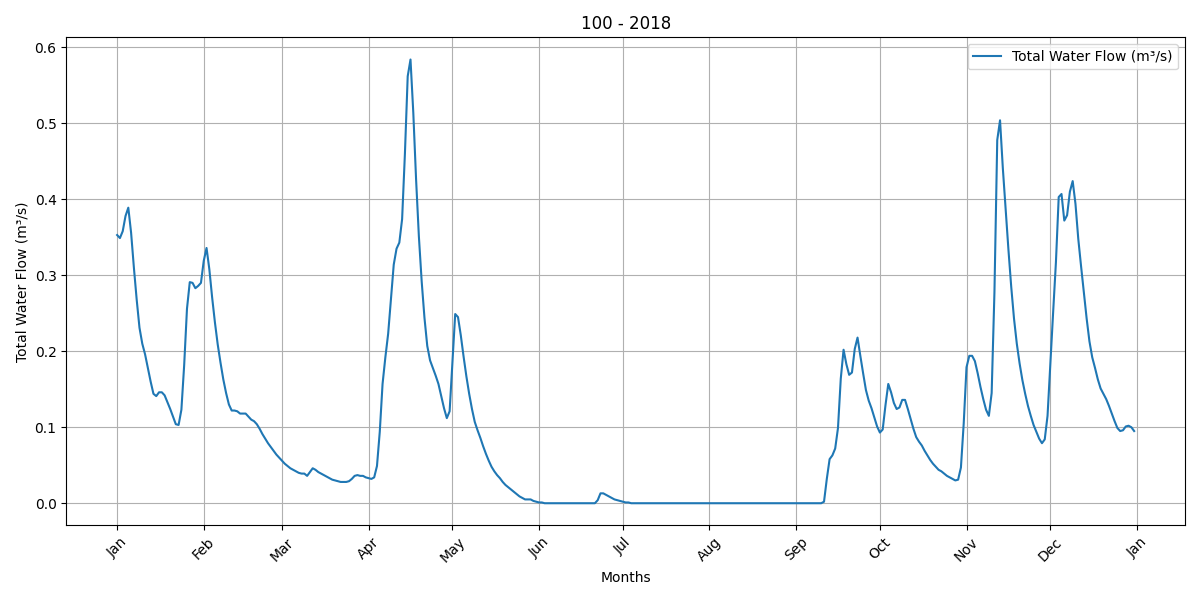 100 - 2018
Total Water Flow (m³/s)
0.6
0.5
0.4
0.3
0.2
0.1
0.0
Total Water Flow (m³/s)
Jan
Feb
Mar
Apr
May
Jun
Jul
Aug
Sep
Oct
Nov
Dec
Jan
Months